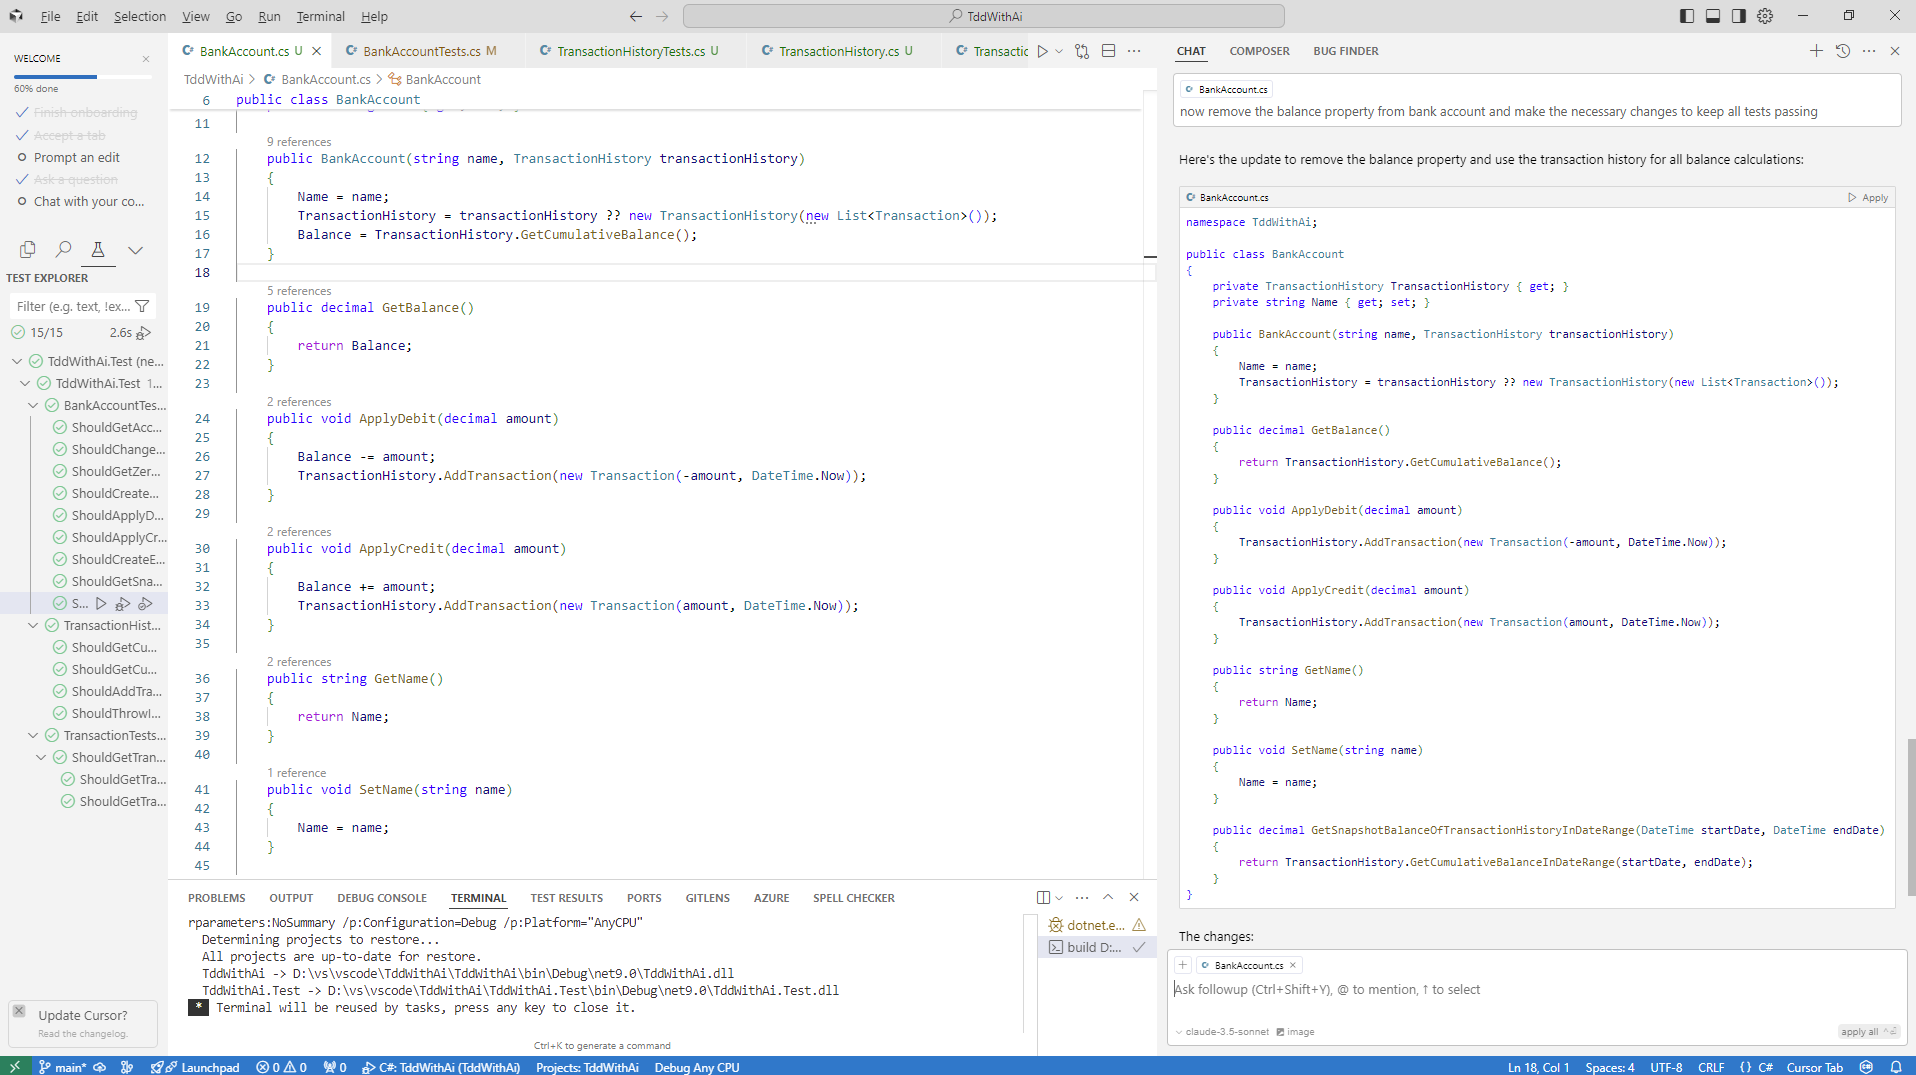 File Edit Selection View Go Run Terminal Help
TddWithAi
WELCOME
60% done
Finish onboarding
Accept a tab
Prompt an edit
Ask a question
Chat with your co...
TEST EXPLORER
Filter (e.g. text, !ex...
15/15 2.6s
TddWithAi.Test (ne...
TddWithAi.Test 1...
BankAccountTes...
ShouldGetAcc...
ShouldChange...
ShouldGetZer...
ShouldCreate...
ShouldApplyD...
ShouldApplyCr...
ShouldCreateE...
ShouldGetSna...
S...
TransactionHist...
ShouldGetCu...
ShouldGetCu...
ShouldAddTra...
ShouldThrowI...
TransactionTests...
ShouldGetTran...
ShouldGetTra...
ShouldGetTra...
Update Cursor?
Read the changelog.
BankAccount.cs U BankAccountTests.cs M TransactionHistoryTests.cs U TransactionHistory.cs U Transactic
TddWithAi > BankAccount.cs > BankAccount
6 public class BankAccount
11
9 references
12 public BankAccount(string name, TransactionHistory transactionHistory)
13 {
14 Name = name;
15 TransactionHistory = transactionHistory ?? new TransactionHistory(new List<Transaction>());
16 Balance = TransactionHistory.GetCumulativeBalance();
17 }
18
5 references
19 public decimal GetBalance()
20 {
21 return Balance;
22 }
23
2 references
24 public void ApplyDebit(decimal amount)
25 {
26 Balance -= amount;
27 TransactionHistory.AddTransaction(new Transaction(-amount, DateTime.Now));
28 }
29
2 references
30 public void ApplyCredit(decimal amount)
31 {
32 Balance += amount;
33 TransactionHistory.AddTransaction(new Transaction(amount, DateTime.Now));
34 }
35
2 references
36 public string GetName()
37 {
38 return Name;
39 }
40
1 reference
41 public void SetName(string name)
42 {
43 Name = name;
44 }
45
PROBLEMS OUTPUT DEBUG CONSOLE TERMINAL TEST RESULTS PORTS GITLENS AZURE SPELL CHECKER
rparameters:NoSummary /p:Configuration=Debug /p:Platform="AnyCPU"
Determining projects to restore...
All projects are up-to-date for restore.
TddWithAi -> D:\vs\vscode\TddWithAi\TddWithAi\bin\Debug\net9.0\TddWithAi.dll
TddWithAi.Test -> D:\vs\vscode\TddWithAi\TddWithAi.Test\bin\Debug\net9.0\TddWithAi.Test.dll
* Terminal will be reused by tasks, press any key to close it.
Ctrl+K to generate a command
dotnet.e...
build D:...
CHAT COMPOSER BUG FINDER
BankAccount.cs
now remove the balance property from bank account and make the necessary changes to keep all tests passing
Here's the update to remove the balance property and use the transaction history for all balance calculations:
BankAccount.cs Apply
namespace TddWithAi;
public class BankAccount
{
private TransactionHistory TransactionHistory { get; }
private string Name { get; set; }
public BankAccount(string name, TransactionHistory transactionHistory)
{
Name = name;
TransactionHistory = transactionHistory ?? new TransactionHistory(new List<Transaction>());
}
public decimal GetBalance()
{
return TransactionHistory.GetCumulativeBalance();
}
public void ApplyDebit(decimal amount)
{
TransactionHistory.AddTransaction(new Transaction(-amount, DateTime.Now));
}
public void ApplyCredit(decimal amount)
{
TransactionHistory.AddTransaction(new Transaction(amount, DateTime.Now));
}
public string GetName()
{
return Name;
}
public void SetName(string name)
{
Name = name;
}
public decimal GetSnapshotBalanceOfTransactionHistoryInDateRange(DateTime startDate, DateTime endDate)
{
return TransactionHistory.GetCumulativeBalanceInDateRange(startDate, endDate);
}
}
The changes:
BankAccount.cs
Ask followup (Ctrl+Shift+Y), @ to mention, ↑ to select
claude-3.5-sonnet image apply all
main* Launchpad 0 0 0 C#: TddWithAi (TddWithAi) Projects: TddWithAi Debug Any CPU Ln 18, Col 1 Spaces: 4 UTF-8 CRLF {} C# Cursor Tab